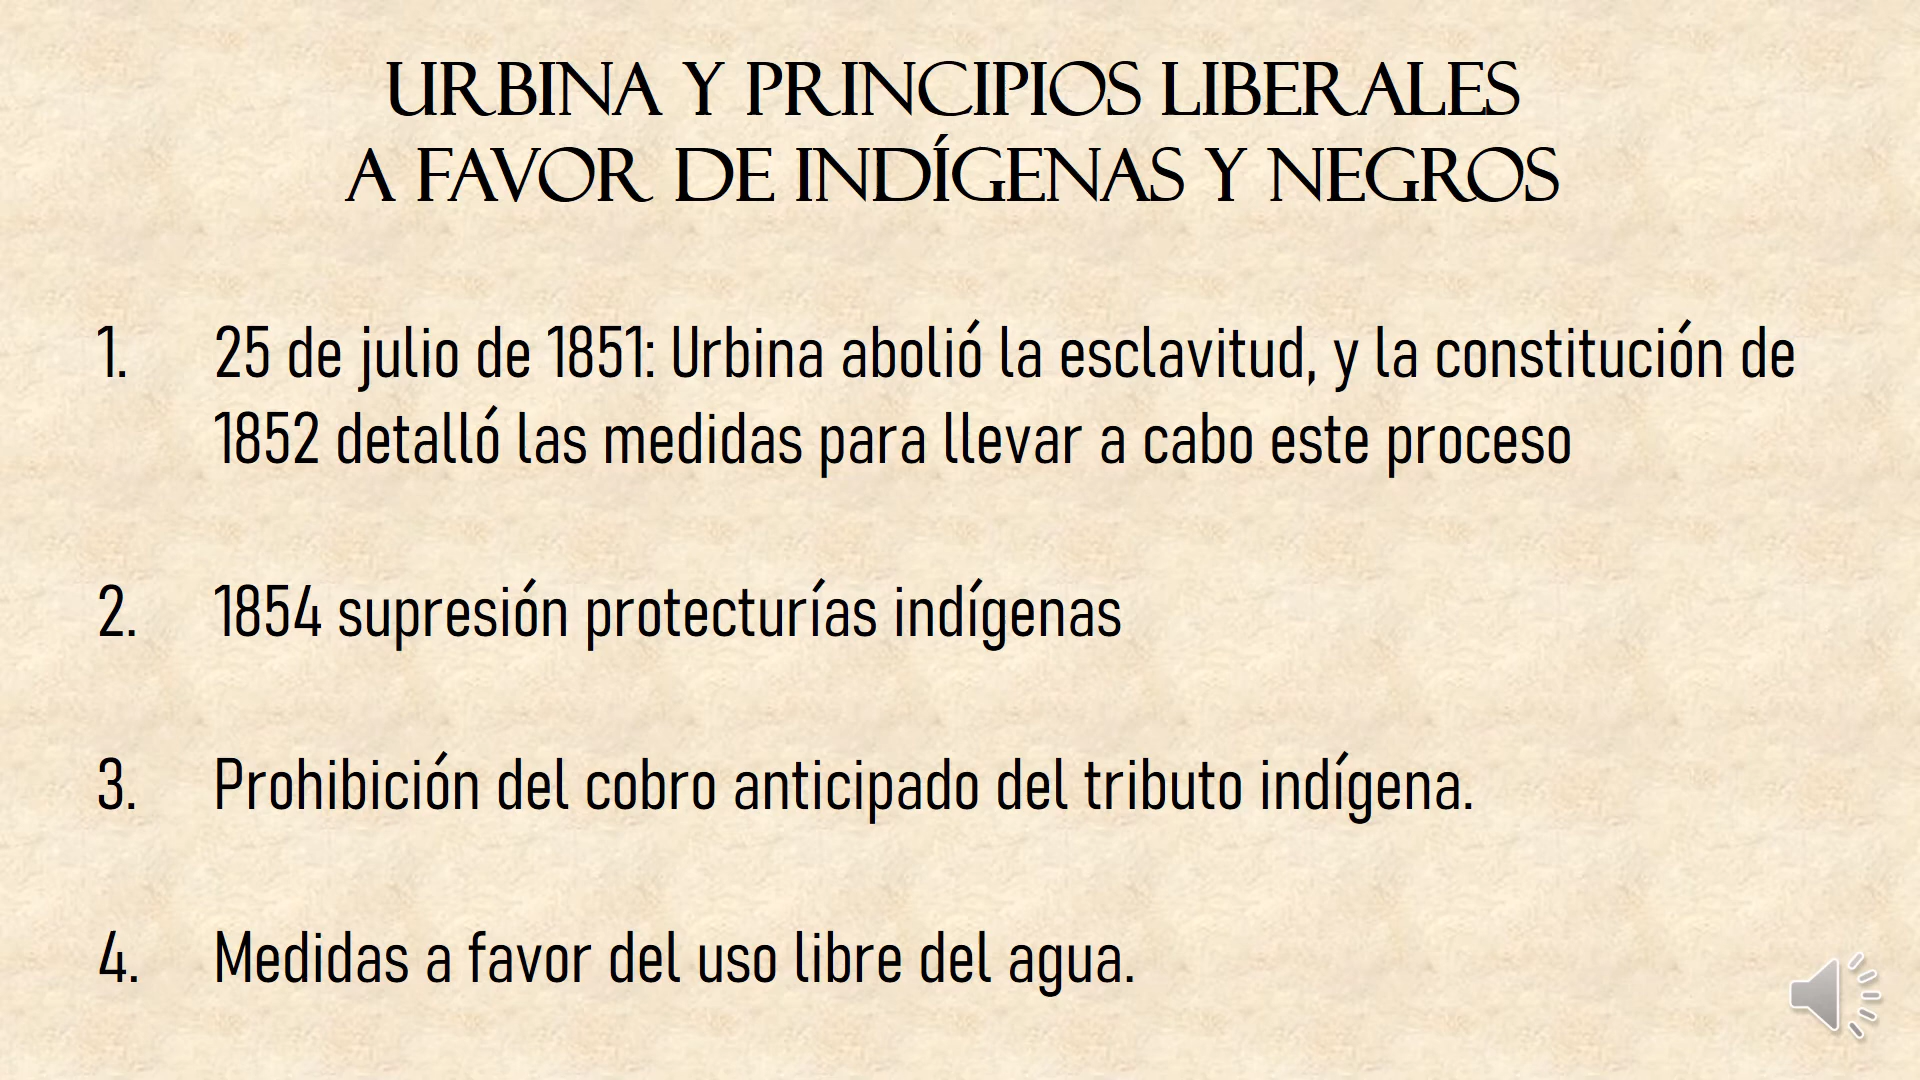 URBINA Y PRINCIPIOS LIBERALES
A FAVOR DE INDÍGENAS Y NEGROS
1. 25 de julio de 1851: Urbina abolió la esclavitud, y la constitución de
1852 detalló las medidas para llevar a cabo este proceso
2. 1854 supresión protecturías indígenas
3. Prohibición del cobro anticipado del tributo indígena.
4. Medidas a favor del uso libre del agua.